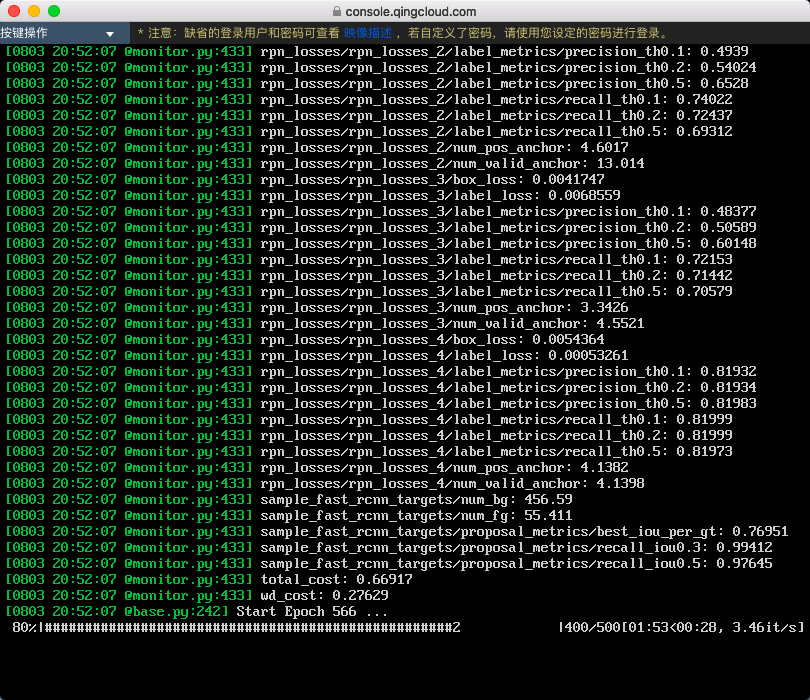 console.qingcloud.com
按键操作
* 注意：缺省的登录用户和密码可查看 映像描述 ，若自定义了密码，请使用您设定的密码进行登录。
[0803 20:52:07 @monitor.py:433] rpn_losses/rpn_losses_2/label_metrics/precision_th0.1: 0.4939
[0803 20:52:07 @monitor.py:433] rpn_losses/rpn_losses_2/label_metrics/precision_th0.2: 0.54024
[0803 20:52:07 @monitor.py:433] rpn_losses/rpn_losses_2/label_metrics/precision_th0.5: 0.6528
[0803 20:52:07 @monitor.py:433] rpn_losses/rpn_losses_2/label_metrics/recall_th0.1: 0.74022
[0803 20:52:07 @monitor.py:433] rpn_losses/rpn_losses_2/label_metrics/recall_th0.2: 0.72437
[0803 20:52:07 @monitor.py:433] rpn_losses/rpn_losses_2/label_metrics/recall_th0.5: 0.69312
[0803 20:52:07 @monitor.py:433] rpn_losses/rpn_losses_2/num_pos_anchor: 4.6017
[0803 20:52:07 @monitor.py:433] rpn_losses/rpn_losses_2/num_valid_anchor: 13.014
[0803 20:52:07 @monitor.py:433] rpn_losses/rpn_losses_3/box_loss: 0.0041747
[0803 20:52:07 @monitor.py:433] rpn_losses/rpn_losses_3/label_loss: 0.0068559
[0803 20:52:07 @monitor.py:433] rpn_losses/rpn_losses_3/label_metrics/precision_th0.1: 0.48377
[0803 20:52:07 @monitor.py:433] rpn_losses/rpn_losses_3/label_metrics/precision_th0.2: 0.50589
[0803 20:52:07 @monitor.py:433] rpn_losses/rpn_losses_3/label_metrics/precision_th0.5: 0.60148
[0803 20:52:07 @monitor.py:433] rpn_losses/rpn_losses_3/label_metrics/recall_th0.1: 0.72153
[0803 20:52:07 @monitor.py:433] rpn_losses/rpn_losses_3/label_metrics/recall_th0.2: 0.71442
[0803 20:52:07 @monitor.py:433] rpn_losses/rpn_losses_3/label_metrics/recall_th0.5: 0.70579
[0803 20:52:07 @monitor.py:433] rpn_losses/rpn_losses_3/num_pos_anchor: 3.3426
[0803 20:52:07 @monitor.py:433] rpn_losses/rpn_losses_3/num_valid_anchor: 4.5521
[0803 20:52:07 @monitor.py:433] rpn_losses/rpn_losses_4/box_loss: 0.0054364
[0803 20:52:07 @monitor.py:433] rpn_losses/rpn_losses_4/label_loss: 0.00053261
[0803 20:52:07 @monitor.py:433] rpn_losses/rpn_losses_4/label_metrics/precision_th0.1: 0.81932
[0803 20:52:07 @monitor.py:433] rpn_losses/rpn_losses_4/label_metrics/precision_th0.2: 0.81934
[0803 20:52:07 @monitor.py:433] rpn_losses/rpn_losses_4/label_metrics/precision_th0.5: 0.81983
[0803 20:52:07 @monitor.py:433] rpn_losses/rpn_losses_4/label_metrics/recall_th0.1: 0.81999
[0803 20:52:07 @monitor.py:433] rpn_losses/rpn_losses_4/label_metrics/recall_th0.2: 0.81999
[0803 20:52:07 @monitor.py:433] rpn_losses/rpn_losses_4/label_metrics/recall_th0.5: 0.81973
[0803 20:52:07 @monitor.py:433] rpn_losses/rpn_losses_4/num_pos_anchor: 4.1382
[0803 20:52:07 @monitor.py:433] rpn_losses/rpn_losses_4/num_valid_anchor: 4.1398
[0803 20:52:07 @monitor.py:433] sample_fast_rcnn_targets/num_bg: 456.59
[0803 20:52:07 @monitor.py:433] sample_fast_rcnn_targets/num_fg: 55.411
[0803 20:52:07 @monitor.py:433] sample_fast_rcnn_targets/proposal_metrics/best_iou_per_gt: 0.76951
[0803 20:52:07 @monitor.py:433] sample_fast_rcnn_targets/proposal_metrics/recall_iou0.3: 0.99412
[0803 20:52:07 @monitor.py:433] sample_fast_rcnn_targets/proposal_metrics/recall_iou0.5: 0.97645
[0803 20:52:07 @monitor.py:433] total_cost: 0.66917
[0803 20:52:07 @monitor.py:433] wd_cost: 0.27629
[0803 20:52:07 @base.py:242] Start Epoch 566 ...
80%|###################################################2 |400/500[01:53<00:28, 3.46it/s]